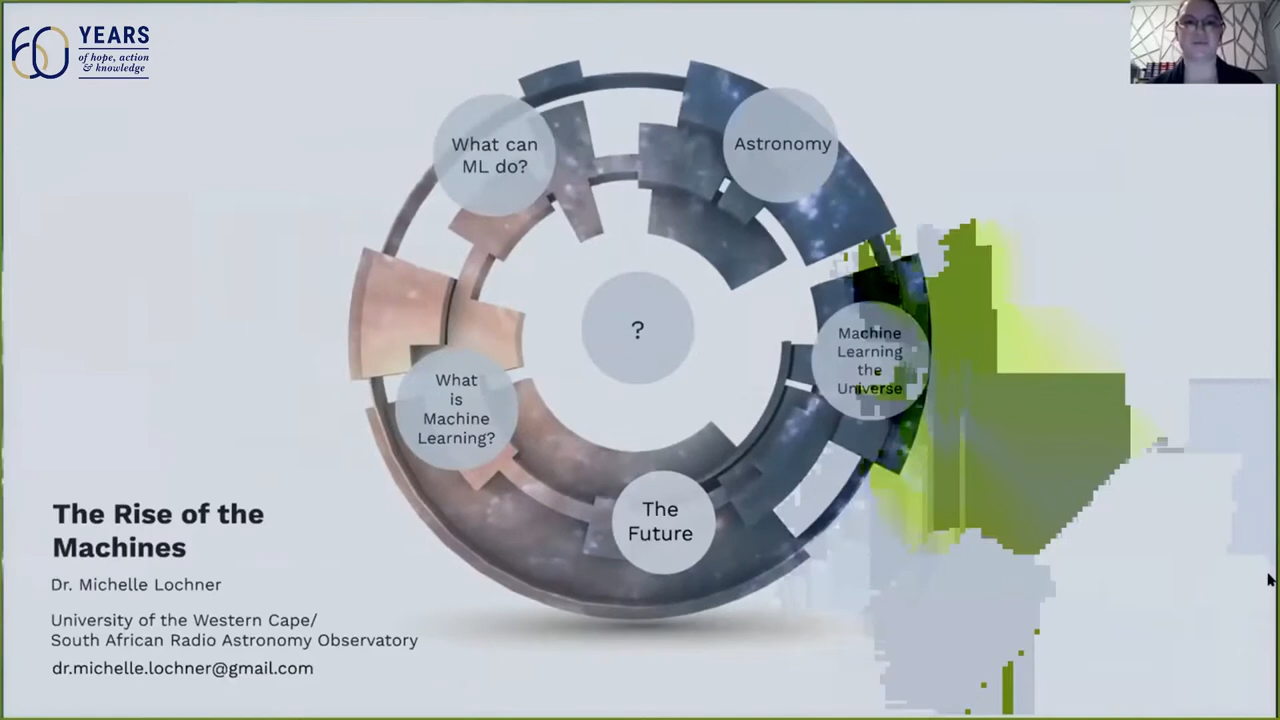 60 YEARS
of hope, action
& knowledge
What can
ML do?
Astronomy
?
Machine
Learning
the
Universe
What
is
Machine
Learning?
The
Future
The Rise of the
Machines
Dr. Michelle Lochner
University of the Western Cape/
South African Radio Astronomy Observatory
dr.michelle.lochner@gmail.com